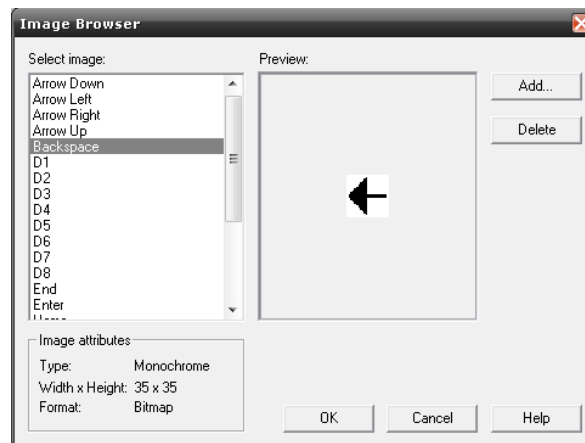 Image Browser
Select image:
Arrow Down
Arrow Left
Arrow Right
Arrow Up
Backspace
D1
D2
D3
D4
D5
D6
D7
D8
End
Enter
Preview:
Add...
Delete
Image attributes
Type: Monochrome
Width x Height: 35 x 35
Format: Bitmap
OK
Cancel
Help